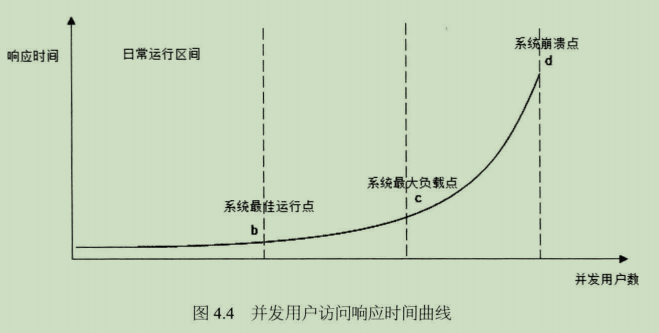 响应时间
日常运行区间
系统崩溃点
d
系统最大负载点
c
系统最佳运行点
b
并发用户数
图 4.4 并发用户访问响应时间曲线